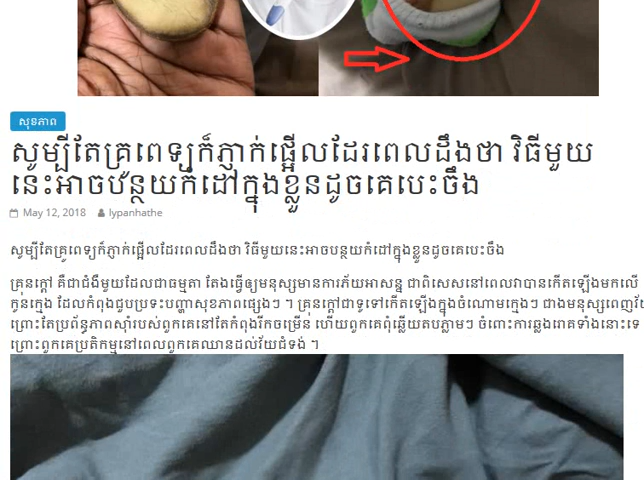 សុខភាព
សូម្បីតែគ្រូពេទ្យក៏ភ្ញាក់ផ្អើលដែរពេលដឹងថា វិធីមួយ
នេះអាចបន្ថយកំដៅក្នុងខ្លួនដូចគេបេះចឹង
May 12, 2018 lypanhathe
សូម្បីតែគ្រូពេទ្យក៏ភ្ញាក់ផ្អើលដែរពេលដឹងថា វិធីមួយនេះអាចបន្ថយកំដៅក្នុងខ្លួនដូចគេបេះចឹង
គ្រុនក្តៅ គឺជាជំងឺមួយដែលជាធម្មតា តែងធ្វើឲ្យមនុស្សមានការភ័យអាសន្ន ជាពិសេសនៅពេលវាបានកើតឡើងមកលើ
កូនក្មេង ដែលកំពុងជួបប្រទះបញ្ហាសុខភាពផ្សេងៗ ។ គ្រុនក្តៅជាទូទៅកើតឡើងក្នុងចំណោមក្មេងៗ ជាងមនុស្សពេញវ័យ
ព្រោះតែប្រព័ន្ធភាពស៊ាំរបស់ពួកគេនៅតែកំពុងរីកចម្រើន ហើយពួកគេពុំឆ្លើយតបភ្លាមៗ ចំពោះការឆ្លងរោគទាំងនោះទេ
ព្រោះពួកគេប្រតិកម្មនៅពេលពួកគេឈានដល់វ័យជំទង់ ។